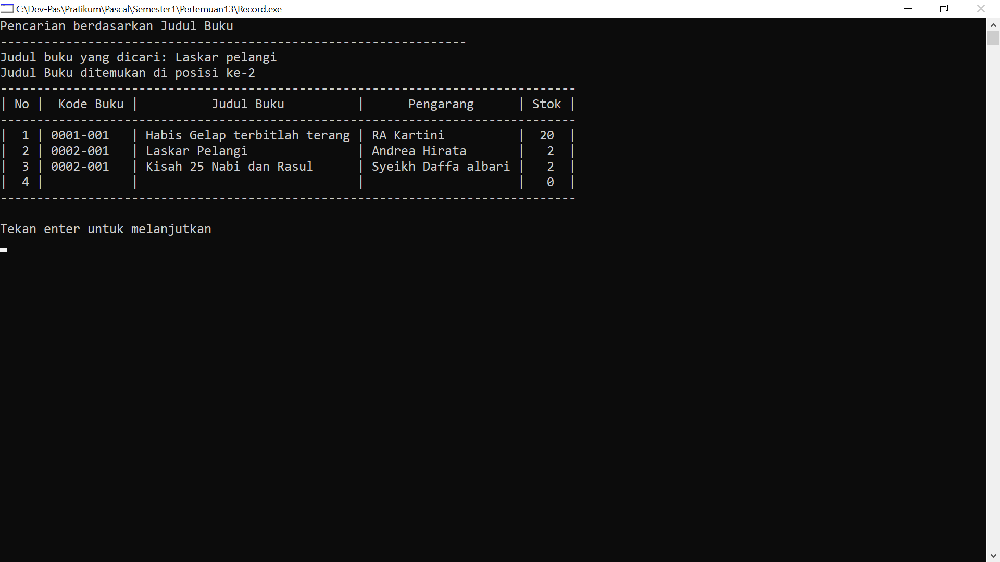 C:\Dev-Pas\Pratikum\Pascal\Semester1\Pertemuan13\Record.exe
Pencarian berdasarkan Judul Buku
----------------------------------------------------------------
Judul buku yang dicari: Laskar pelangi
Judul Buku ditemukan di posisi ke-2
-------------------------------------------------------------------------------
| No |  Kode Buku |          Judul Buku          |      Pengarang      | Stok |
-------------------------------------------------------------------------------
|  1 | 0001-001   | Habis Gelap terbitlah terang | RA Kartini          |  20  |
|  2 | 0002-001   | Laskar Pelangi               | Andrea Hirata       |   2  |
|  3 | 0002-001   | Kisah 25 Nabi dan Rasul      | Syeikh Daffa albari |   2  |
|  4 |            |                              |                     |   0  |
-------------------------------------------------------------------------------
Tekan enter untuk melanjutkan